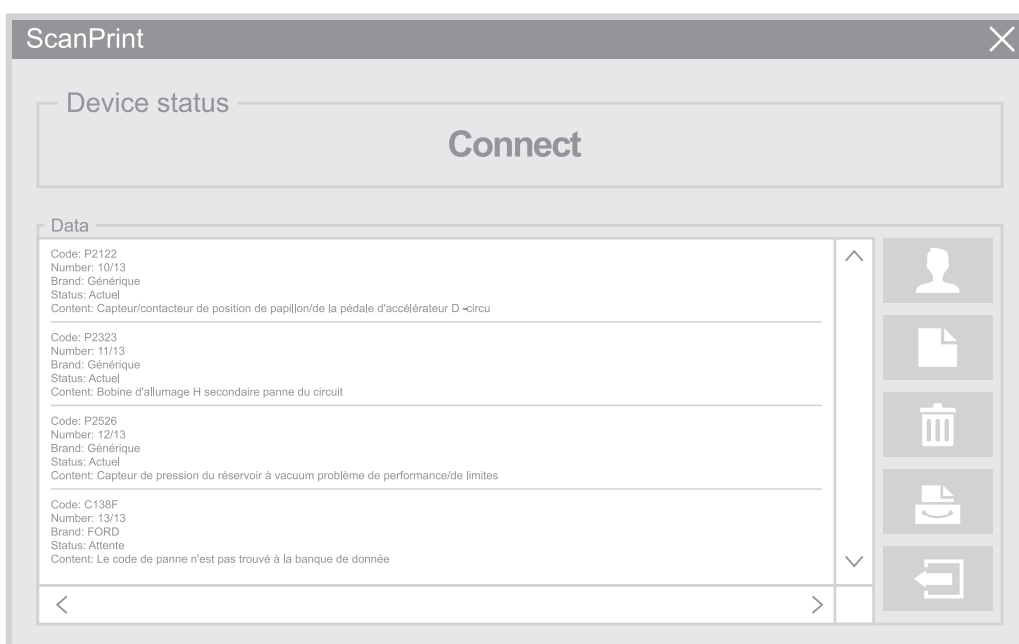 ScanPrint
Device status
Connect
Data
Code: P2122
Number: 10/13
Brand: Générique
Status: Actuel
Content: Capteur/contacteur de position de papillon/de la pédale d'accélérateur D -circu
Code: P2323
Number: 11/13
Brand: Générique
Status: Actuel
Content: Bobine d'allumage H secondaire panne du circuit
Code: P2526
Number: 12/13
Brand: Générique
Status: Actuel
Content: Capteur de pression du réservoir à vacuum problème de performance/de limites
Code: C138F
Number: 13/13
Brand: FORD
Status: Attente
Content: Le code de panne n'est pas trouvé à la banque de donnée